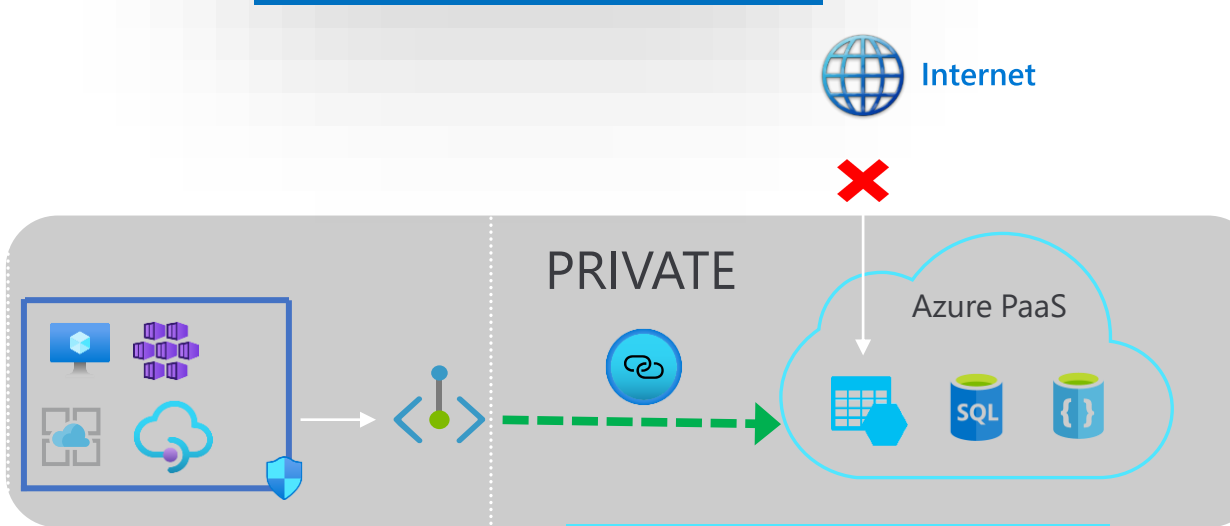 Internet
PRIVATE
Azure PaaS
SQL
{ }